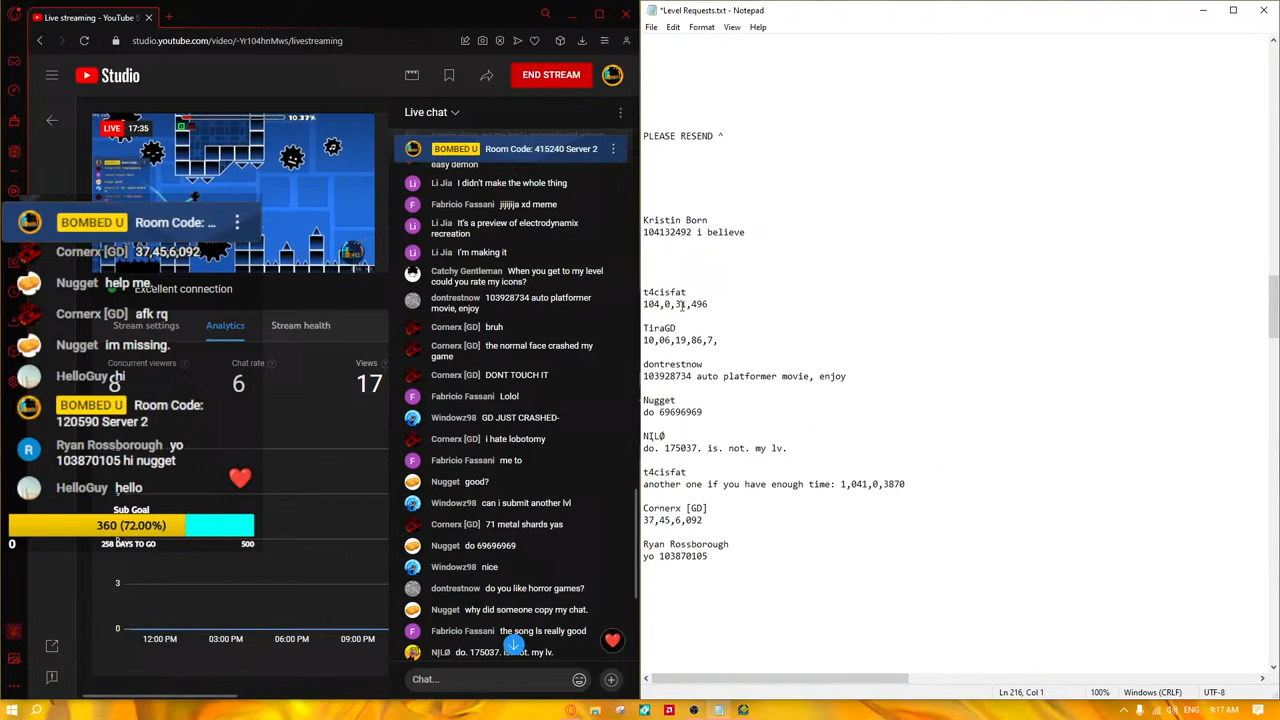 Live streaming - YouTube S
studio.youtube.com/video/-Yr104hnMws/livestreaming
Studio
END STREAM
LIVE 17:35
10.37%
Live chat
BOMBED U Room Code: 415240 Server 2
easy demon
Li Jia I didn't make the whole thing
Fabricio Fassani jijijija xd meme
Li Jia It's a preview of electrodynamix
recreation
Li Jia I'm making it
Catchy Gentleman When you get to my level
could you rate my icons?
dontrestnow 103928734 auto platformer
movie, enjoy
Cornerx [GD] bruh
Cornerx [GD] the normal face crashed my
game
Cornerx [GD] DONT TOUCH IT
Fabricio Fassani Lolol
Windowz98 GD JUST CRASHED-
Cornerx [GD] i hate lobotomy
Fabricio Fassani me to
Nugget good?
Windowz98 can i submit another lvl
Cornerx [GD] 71 metal shards yas
Nugget do 69696969
Windowz98 nice
dontrestnow do you like horror games?
Nugget why did someone copy my chat.
Fabricio Fassani the song Is really good
N|LØ do. 175037. is. not. my lv.
Chat...
BOMBED U Room Code: ...
Cornerx [GD] 37,45,6,092
Nugget help me
Cornerx [GD] afk rq
Nugget im missing.
HelloGuy hi
BOMBED U Room Code:
120590 Server 2
Ryan Rossborough yo
103870105 hi nugget
HelloGuy hello
Excellent connection
Stream settings
Analytics
Stream health
Concurrent viewers
8
Chat rate
6
Views
17
Sub Goal
360 (72.00%)
0
258 DAYS TO GO
500
3
0
12:00 PM
03:00 PM
06:00 PM
09:00 PM
*Level Requests.txt - Notepad
File Edit Format View Help
PLEASE RESEND ^
Kristin Born
104132492 i believe
t4cisfat
104,0,31,496
TiraGD
10,06,19,86,7,
dontrestnow
103928734 auto platformer movie, enjoy
Nugget
do 69696969
N|LØ
do. 175037. is. not. my lv.
t4cisfat
another one if you have enough time: 1,041,0,3870
Cornerx [GD]
37,45,6,092
Ryan Rossborough
yo 103870105
Ln 216, Col 1
100%
Windows (CRLF)
UTF-8
ENG
9:17 AM